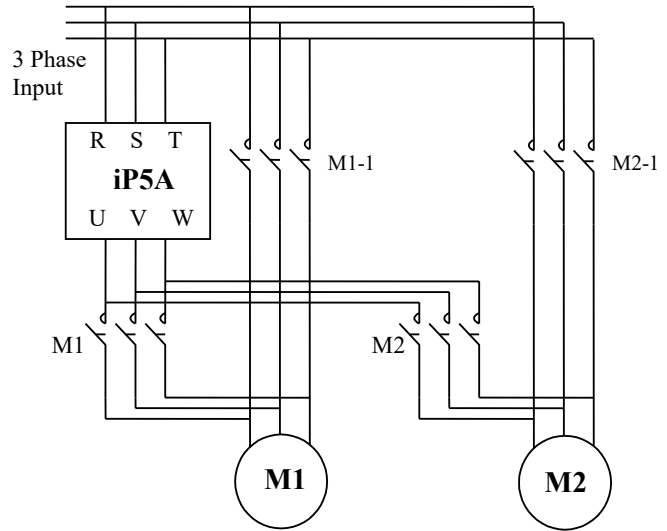 3 Phase
Input
R S T
iP5A
U V W
M1-1
M2-1
M1
M2
M1
M2